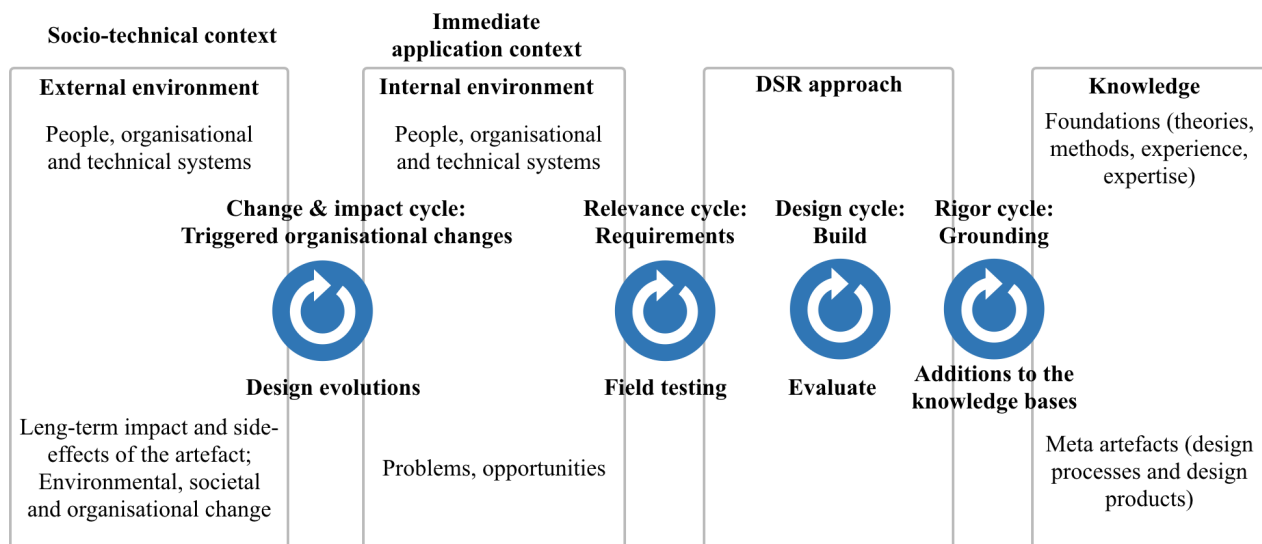 Socio-technical context
Immediate
application context
External environment
People, organisational
and technical systems
Internal environment
People, organisational
and technical systems
DSR approach
Knowledge
Foundations (theories,
methods, experience,
expertise)
Change & impact cycle:
Triggered organisational changes
Design evolutions
Relevance cycle:
Requirements
Field testing
Design cycle:
Build
Evaluate
Rigor cycle:
Grounding
Additions to the
knowledge bases
Leng-term impact and side-
effects of the artefact;
Environmental, societal
and organisational change
Problems, opportunities
Meta artefacts (design
processes and design
products)